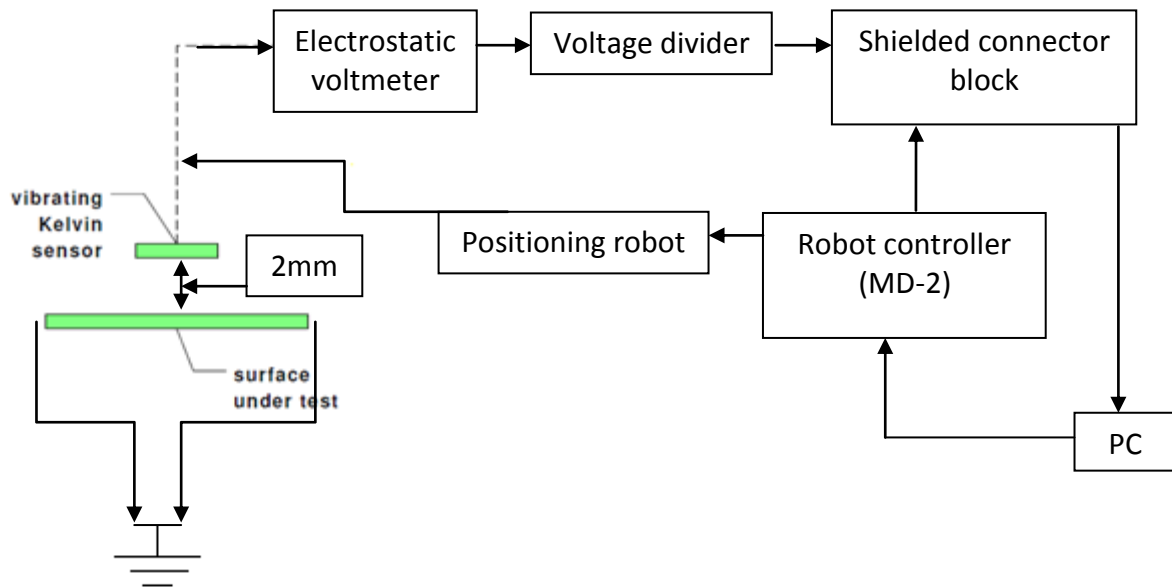 Electrostatic
voltmeter
Voltage divider
Shielded connector
block
vibrating
Kelvin
sensor
2mm
Positioning robot
Robot controller
(MD-2)
surface
under test
PC